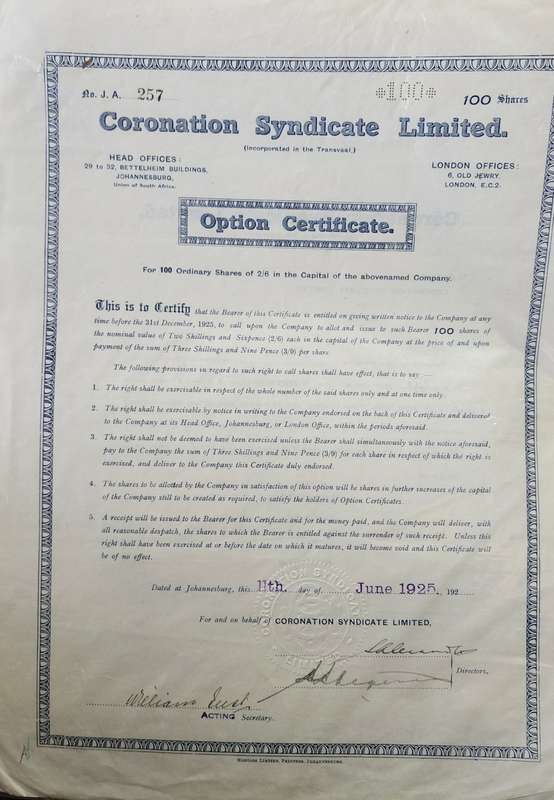 No. J. A. 257
*100*
100 Shares
Coronation Syndicate Limited.
(Incorporated in the Transvaal.)
HEAD OFFICES:
29 to 32, BETTELHEIM BUILDINGS,
JOHANNESBURG,
Union of South Africa.
LONDON OFFICES:
6, OLD JEWRY,
LONDON, E.C.2.
Option Certificate.
For 100 Ordinary Shares of 2/6 in the Capital of the abovenamed Company.
This is to Certify that the Bearer of this Certificate is entitled on giving written notice to the Company at any
time before the 31st December, 1925, to call upon the Company to allot and issue to such Bearer 100 shares of
the nominal value of Two Shillings and Sixpence (2/6) each in the capital of the Company at the price of and upon
payment of the sum of Three Shillings and Nine Pence (3/9) per share.
The following provisions in regard to such right to call shares shall have effect, that is to say —
1. The right shall be exercisable in respect of the whole number of the said shares only and at one time only.
2. The right shall be exercisable by notice in writing to the Company endorsed on the back of this Certificate and delivered
to the Company at its Head Office, Johannesburg, or London Office, within the periods aforesaid.
3. The right shall not be deemed to have been exercised unless the Bearer shall simultaneously with the notice aforesaid,
pay to the Company the sum of Three Shillings and Nine Pence (3/9) for each share in respect of which the right is
exercised, and deliver to the Company this Certificate duly endorsed.
4. The shares to be allotted by the Company in satisfaction of this option will be shares in further increases of the capital
of the Company still to be created as required, to satisfy the holders of Option Certificates.
5. A receipt will be issued to the Bearer for this Certificate and for the money paid, and the Company will deliver, with
all reasonable despatch, the shares to which the Bearer is entitled against the surrender of such receipt. Unless this
right shall have been exercised at or before the date on which it matures, it will become void and this Certificate will
be of no effect.
Dated at Johannesburg, this 11th. day of June 1925. 192
For and on behalf of CORONATION SYNDICATE LIMITED,
Directors,
William
ACTING Secretary.
CORONATION SYNDICATE
LIMITED
Hortors Limited, Printers, Johannesburg.